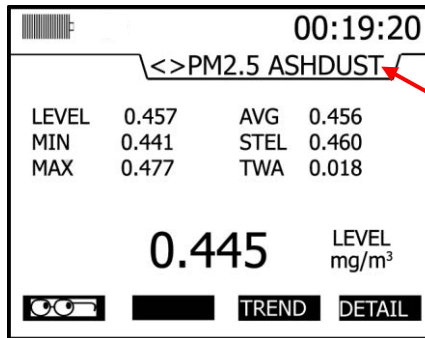 00:19:20
<>PM2.5 ASHDUST
LEVEL 0.457 AVG 0.456
MIN 0.441 STEL 0.460
MAX 0.477 TWA 0.018
0.445 LEVEL
mg/m³
TREND DETAIL